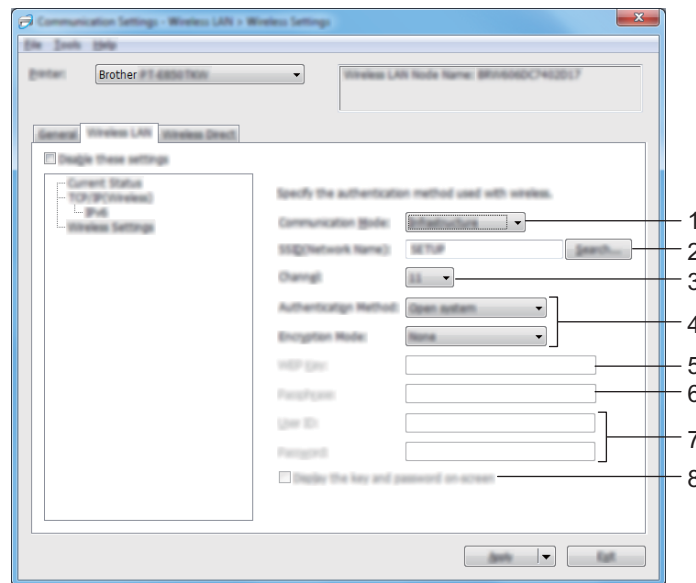 Communication Settings - Wireless LAN > Wireless Settings
File Tools Help
Printer:
Brother
Wireless LAN Node Name:
General Wireless LAN Wireless Direct
Disable these settings
Current Status
TCP/IP(Wireless)
IPv6
Wireless Settings
Specify the authentication method used with wireless.
Communication Mode: Infrastructure
1
SSID(Network Name): SETUP Search...
2
Channel: 11
3
Authentication Method: Open system
4
Encryption Mode: None
WEP Key:
5
Passphrase:
6
User ID:
7
Password:
Display the key and password on-screen
8
Apply Exit